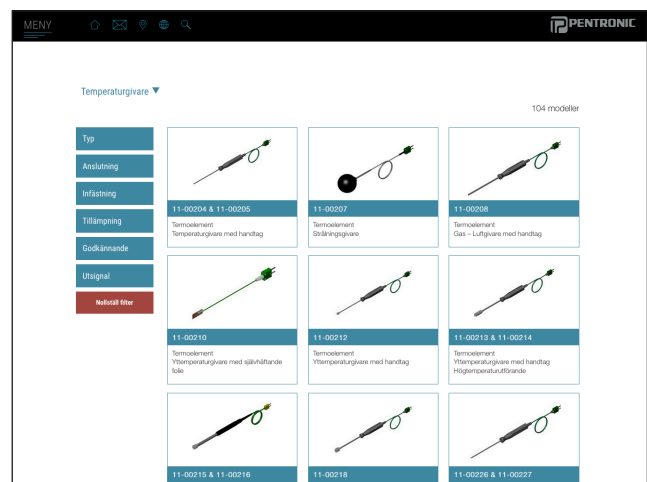 MENY
PENTRONIC
Temperaturgivare
104 modeller
Typ
Anslutning
Infästning
Tillämpning
Godkännande
Utsignal
Nollställ filter
11-00204 & 11-00205
Termoelement
Temperaturgivare med handtag
11-00207
Termoelement
Strålningsgivare
11-00208
Termoelement
Gas – Luftgivare med handtag
11-00210
Termoelement
Yttemperaturgivare med självhäftande
folie
11-00212
Termoelement
Yttemperaturgivare med handtag
11-00213 & 11-00214
Termoelement
Yttemperaturgivare med handtag
Högtemperaturutförande
11-00215 & 11-00216
11-00218
11-00226 & 11-00227